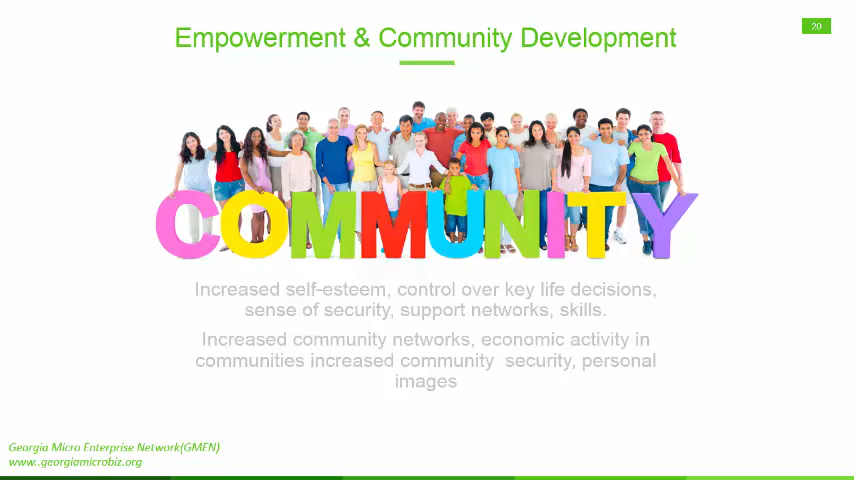 Empowerment & Community Development
20
COMMUNITY
Increased self-esteem, control over key life decisions,
sense of security, support networks, skills.
Increased community networks, economic activity in
communities increased community  security, personal
images
Georgia Micro Enterprise Network(GMEN)
www..georgiamicrobiz.org